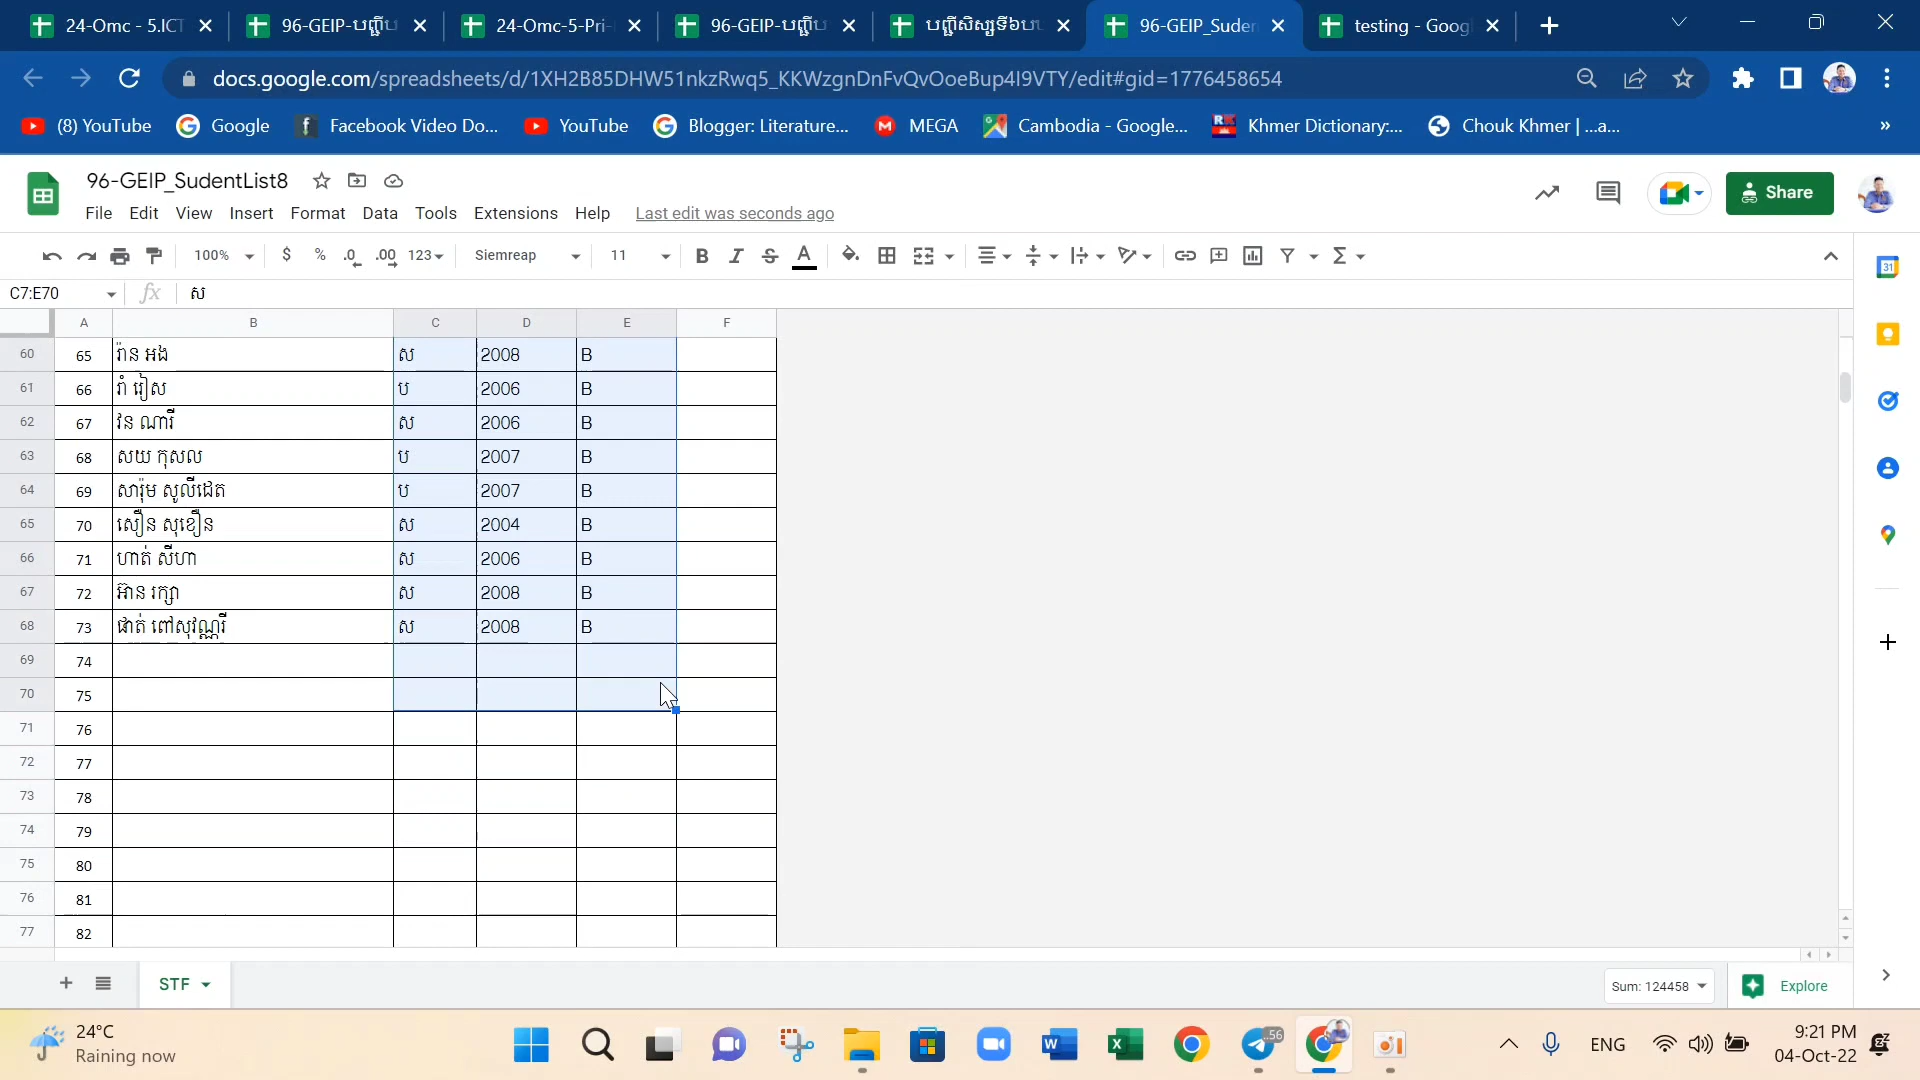 24-Omc - 5.ICT
96-GEIP-បញ្ជីប
24-Omc-5-Pri-
96-GEIP-បញ្ជីប
បញ្ជីសិស្សទី៦ប
96-GEIP_Suden
testing - Goog
docs.google.com/spreadsheets/d/1XH2B85DHW51nkzRwq5_KKWzgnDnFvQvOoeBup4I9VTY/edit#gid=1776458654
(8) YouTube
Google
Facebook Video Do...
YouTube
Blogger: Literature...
MEGA
Cambodia - Google...
Khmer Dictionary:...
Chouk Khmer | ...a...
96-GEIP_SudentList8
Share
File Edit View Insert Format Data Tools Extensions Help Last edit was seconds ago
100% $ % .0 .00 123 Siemreap 11 B I S A
C7:E70 fx ស
A B C D E F
60 65 រ៉ាន អង ស 2008 B
61 66 រ៉ា រៀស ប 2006 B
62 67 វន ណារី ស 2006 B
63 68 សយ កុសល ប 2007 B
64 69 សារ៉ុម សូលីដេត ប 2007 B
65 70 សឿន សុខឿន ស 2004 B
66 71 ហាត់ សីហា ស 2006 B
67 72 អ៊ាន រក្សា ស 2008 B
68 73 ផាត់ ពៅសុវណ្ណរី ស 2008 B
69 74
70 75
71 76
72 77
73 78
74 79
75 80
76 81
77 82
STF
Sum: 124458
Explore
24°C
Raining now
56
ENG
9:21 PM
04-Oct-22